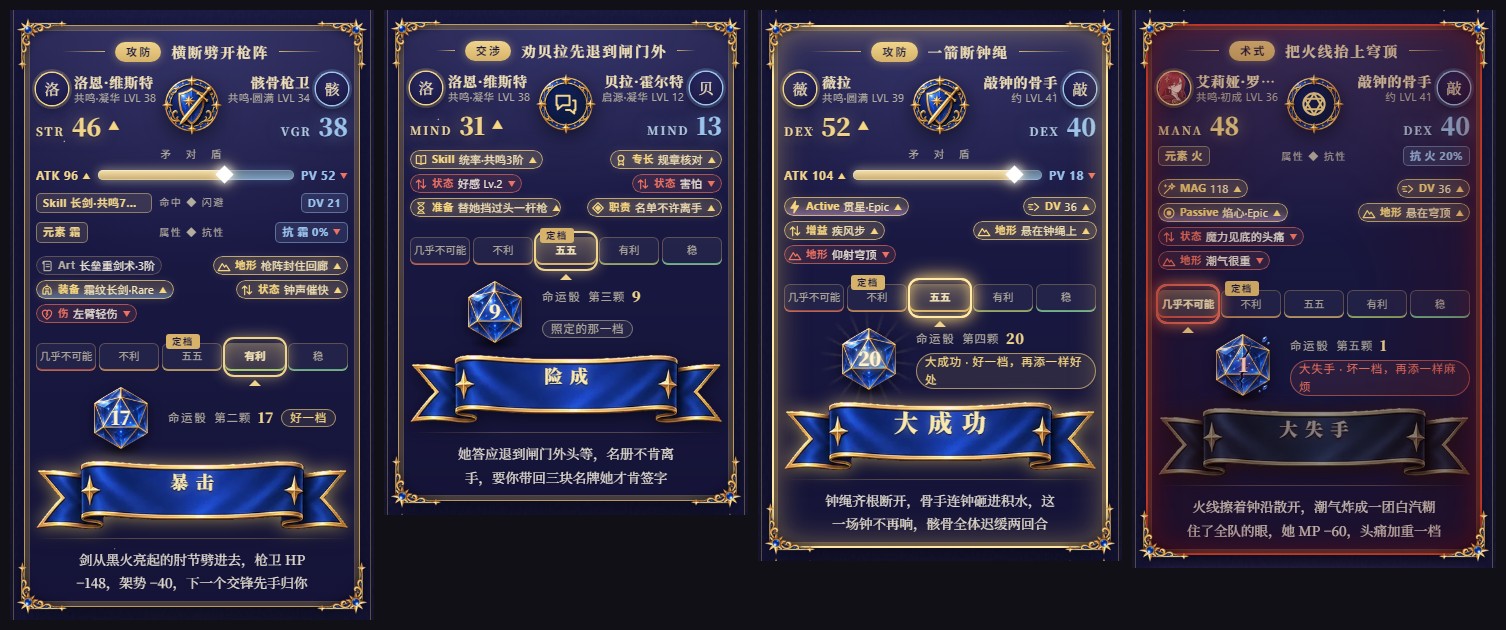 攻防 横断劈开枪阵
洛 洛恩·维斯特 骸骨枪卫 骸
共鸣·凝华 LVL 38 共鸣·圆满 LVL 34
STR 46 ▲ VGR 38
矛 对 盾
ATK 96 ▲ PV 52 ▼
Skill 长剑·共鸣7... 命中 ◆ 闪避 DV 21
元素 霜 属性 ◆ 抗性 抗 霜 0% ▼
Art 长垒重剑术·3阶 地形 枪阵封住回廊 ▲
装备 霜纹长剑·Rare ▲ 状态 钟声催快 ▲
伤 左臂轻伤 ▼
定档
几乎不可能 不利 五五 有利 稳
17 命运骰 第二颗 17 好一档
暴击
剑从黑火亮起的肘节劈进去，枪卫 HP
−148，架势 −40，下一个交锋先手归你
交涉 劝贝拉先退到闸门外
洛 洛恩·维斯特 贝拉·霍尔特 贝
共鸣·凝华 LVL 38 启源·凝华 LVL 12
MIND 31 ▲ MIND 13
Skill 统率·共鸣3阶 ▲ 专长 规章核对 ▲
状态 好感 Lv.2 ▼ 状态 害怕 ▼
准备 替她挡过头一杆枪 ▲ 职责 名单不许离手 ▲
定档
几乎不可能 不利 五五 有利 稳
9 命运骰 第三颗 9
照定的那一档
险成
她答应退到闸门外头等，名册不肯离
手，要你带回三块名牌她才肯签字
攻防 一箭断钟绳
薇 薇拉 敲钟的骨手 敲
共鸣·圆满 LVL 39 约 LVL 41
DEX 52 ▲ DEX 40
矛 对 盾
ATK 104 ▲ PV 18 ▼
Active 贯星·Epic ▲ DV 36 ▲
增益 疾风步 ▲ 地形 悬在钟绳上 ▲
地形 仰射穹顶 ▼
定档
几乎不可能 不利 五五 有利 稳
20 命运骰 第四颗 20
大成功 · 好一档，再添一样好
处
大成功
钟绳齐根断开，骨手连钟砸进积水，这
一场钟不再响，骸骨全体迟缓两回合
术式 把火线抬上穹顶
艾莉娅·罗… 敲钟的骨手 敲
共鸣·初成 LVL 36 约 LVL 41
MANA 48 DEX 40
元素 火 属性 ◆ 抗性 抗 火 20%
MAG 118 ▲ DV 36 ▲
Passive 焰心·Epic ▲ 地形 悬在穹顶 ▲
状态 魔力见底的头痛 ▼
地形 潮气很重 ▼
定档
几乎不可能 不利 五五 有利 稳
1 命运骰 第五颗 1
大失手 · 坏一档，再添一样麻
烦
大失手
火线擦着钟沿散开，潮气炸成一团白汽糊
住了全队的眼，她 MP −60，头痛加重一档